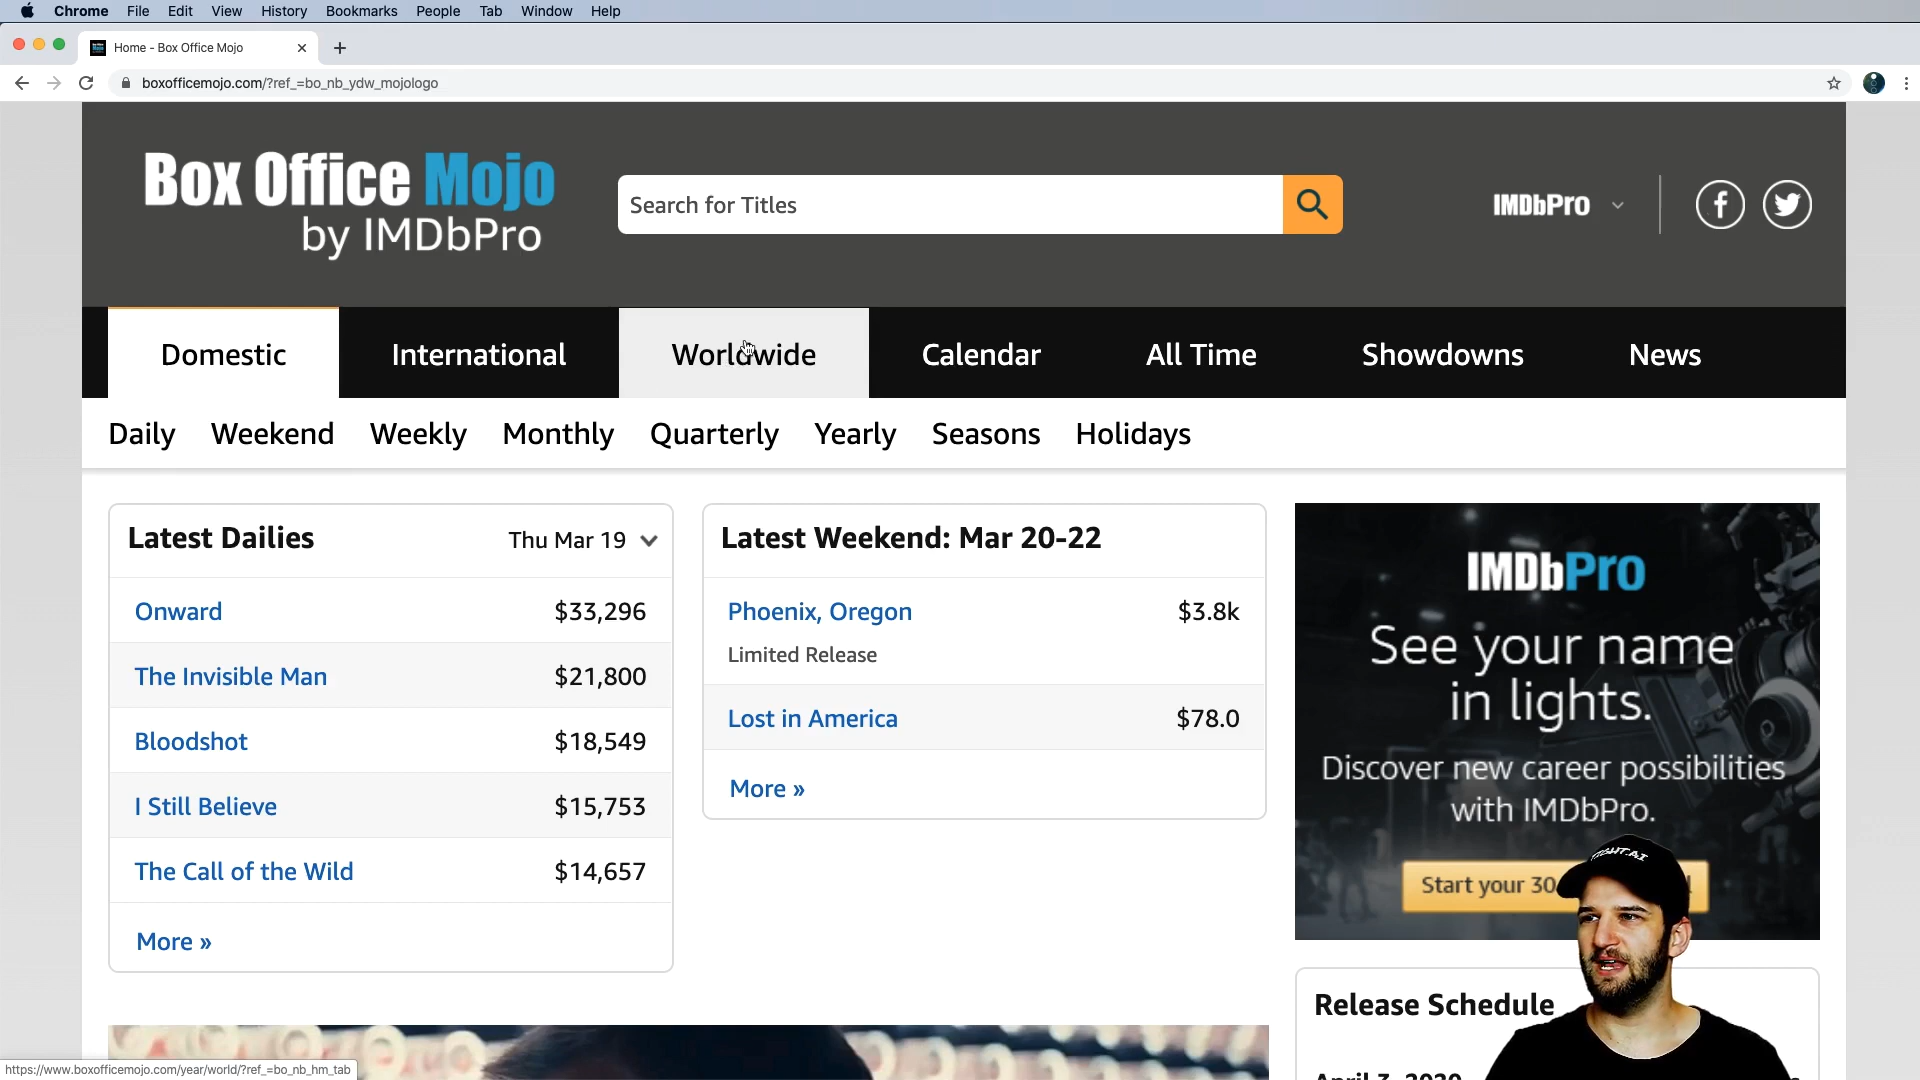 Chrome File Edit View History Bookmarks People Tab Window Help
Home - Box Office Mojo
boxofficemojo.com/?ref_=bo_nb_ydw_mojologo
Box Office Mojo
by IMDbPro
Search for Titles
IMDbPro
Domestic International Worldwide Calendar All Time Showdowns News
Daily Weekend Weekly Monthly Quarterly Yearly Seasons Holidays
Latest Dailies Thu Mar 19
Onward $33,296
The Invisible Man $21,800
Bloodshot $18,549
I Still Believe $15,753
The Call of the Wild $14,657
More »
Latest Weekend: Mar 20-22
Phoenix, Oregon $3.8k
Limited Release
Lost in America $78.0
More »
IMDbPro
See your name
in lights.
Discover new career possibilities
with IMDbPro.
Start your 30
Release Schedule
April 3, 2020
https://www.boxofficemojo.com/year/world/?ref_=bo_nb_hm_tab